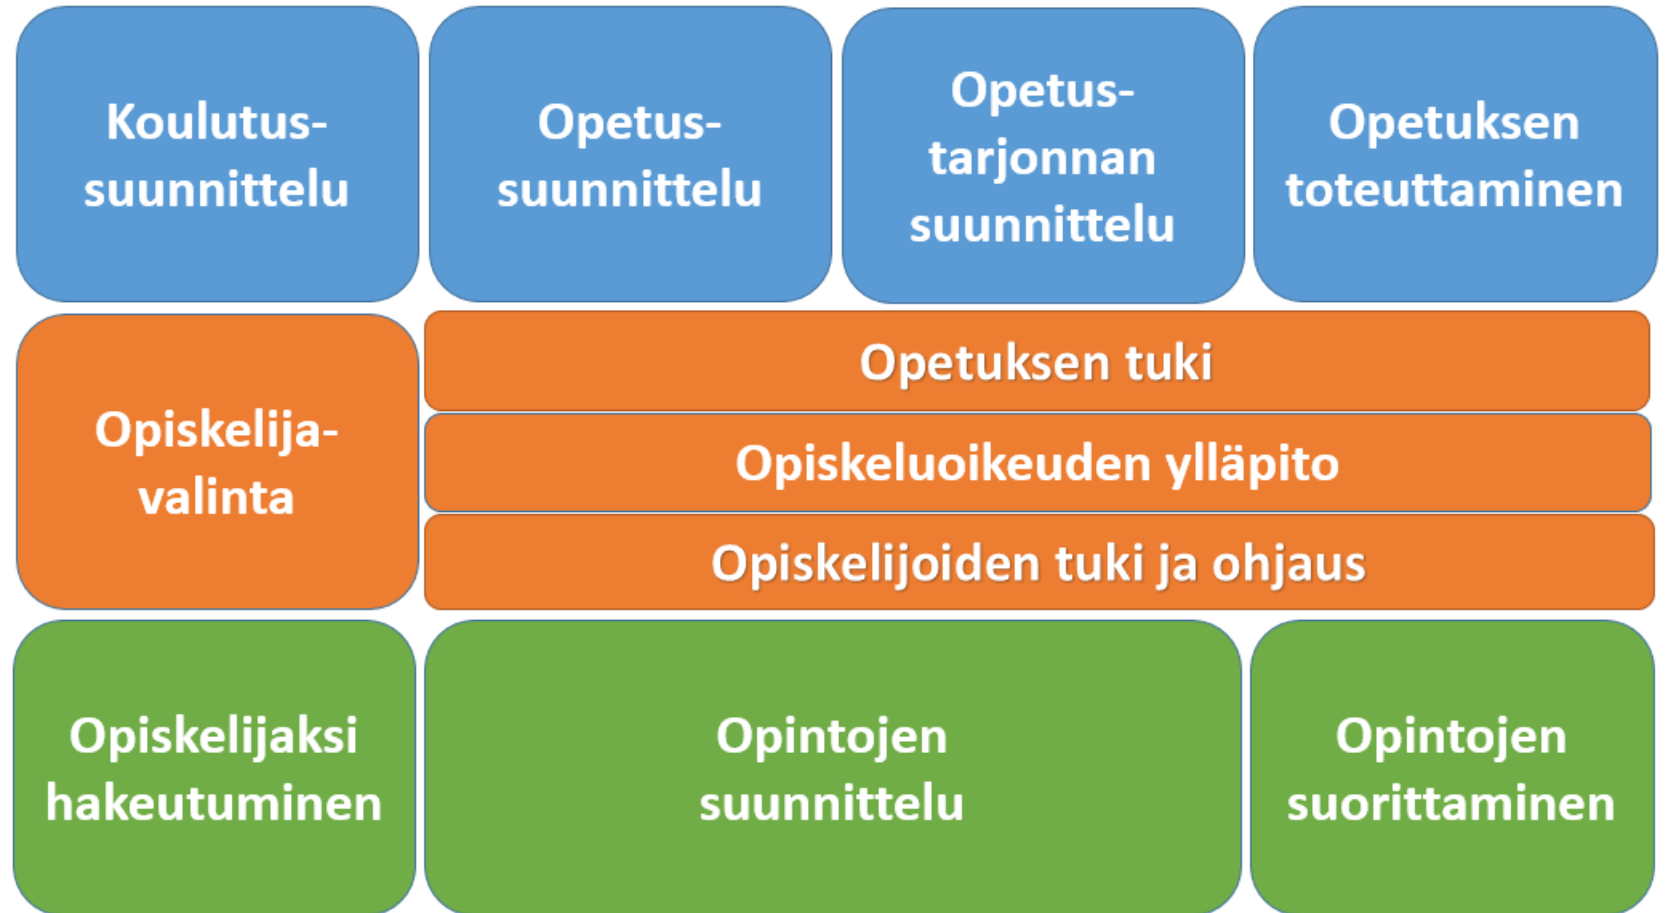 Koulutus-
suunnittelu
Opetus-
suunnittelu
Opetus-
tarjonnan
suunnittelu
Opetuksen
toteuttaminen
Opiskelija-
valinta
Opetuksen tuki
Opiskeluoikeuden ylläpito
Opiskelijoiden tuki ja ohjaus
Opiskelijaksi
hakeutuminen
Opintojen
suunnittelu
Opintojen
suorittaminen